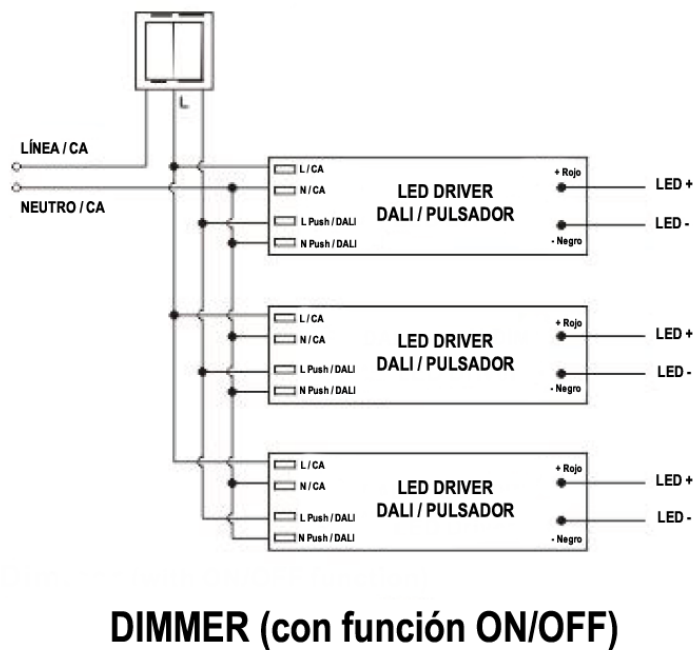 L
LÍNEA / CA
NEUTRO / CA
L / CA
N / CA
L Push / DALI
N Push / DALI
LED DRIVER
DALI / PULSADOR
+ Rojo
- Negro
LED +
LED -
L / CA
N / CA
L Push / DALI
N Push / DALI
LED DRIVER
DALI / PULSADOR
+ Rojo
- Negro
LED +
LED -
L / CA
N / CA
L Push / DALI
N Push / DALI
LED DRIVER
DALI / PULSADOR
+ Rojo
- Negro
LED +
LED -
DIMMER (con función ON/OFF)